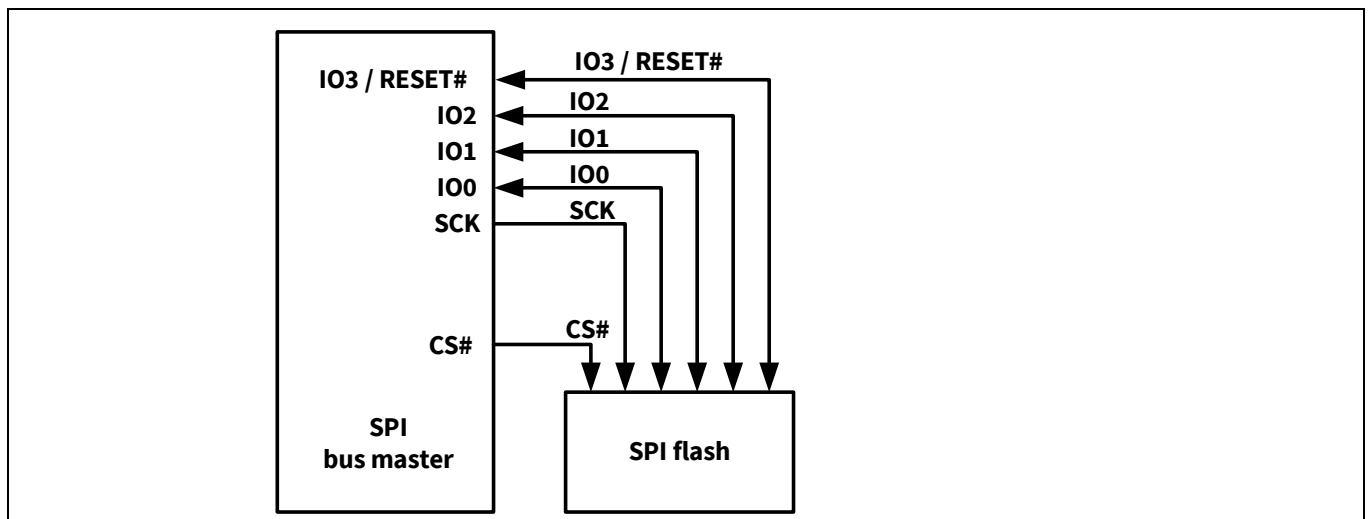 IO3 / RESET#
IO3 / RESET#
IO2
IO2
IO1
IO1
IO0
IO0
SCK
SCK
CS#
CS#
SPI
bus master
SPI flash